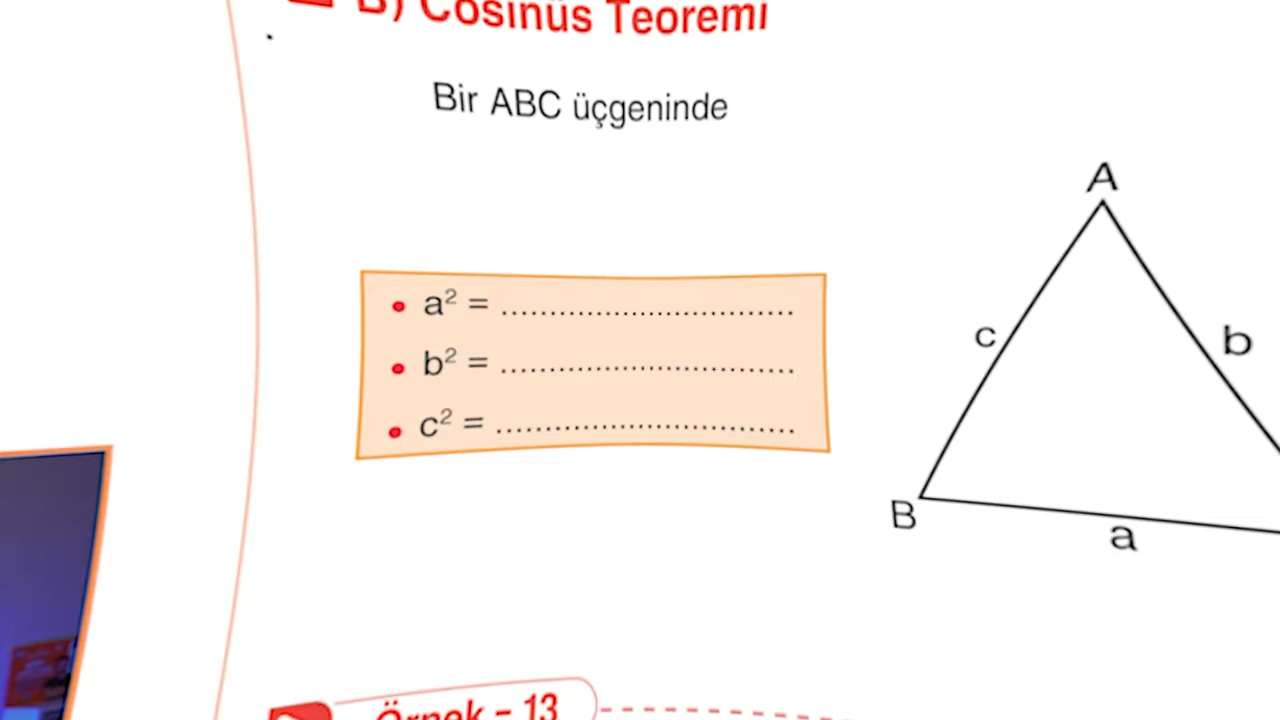 B) Cosinüs Teoremi
Bir ABC üçgeninde
• a² = ..............................
• b² = ..............................
• c² = ..............................
A
c
b
B
a
Örnek – 13